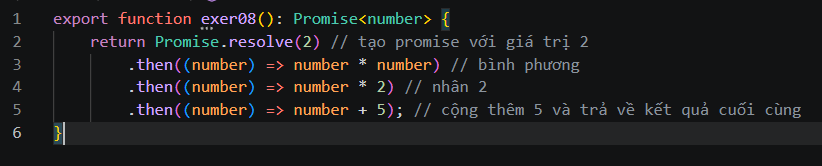 1 export function exer08(): Promise<number> {
2 return Promise.resolve(2) // tạo promise với giá trị 2
3 .then((number) => number * number) // bình phương
4 .then((number) => number * 2) // nhân 2
5 .then((number) => number + 5); // cộng thêm 5 và trả về kết quả cuối cùng
6 }